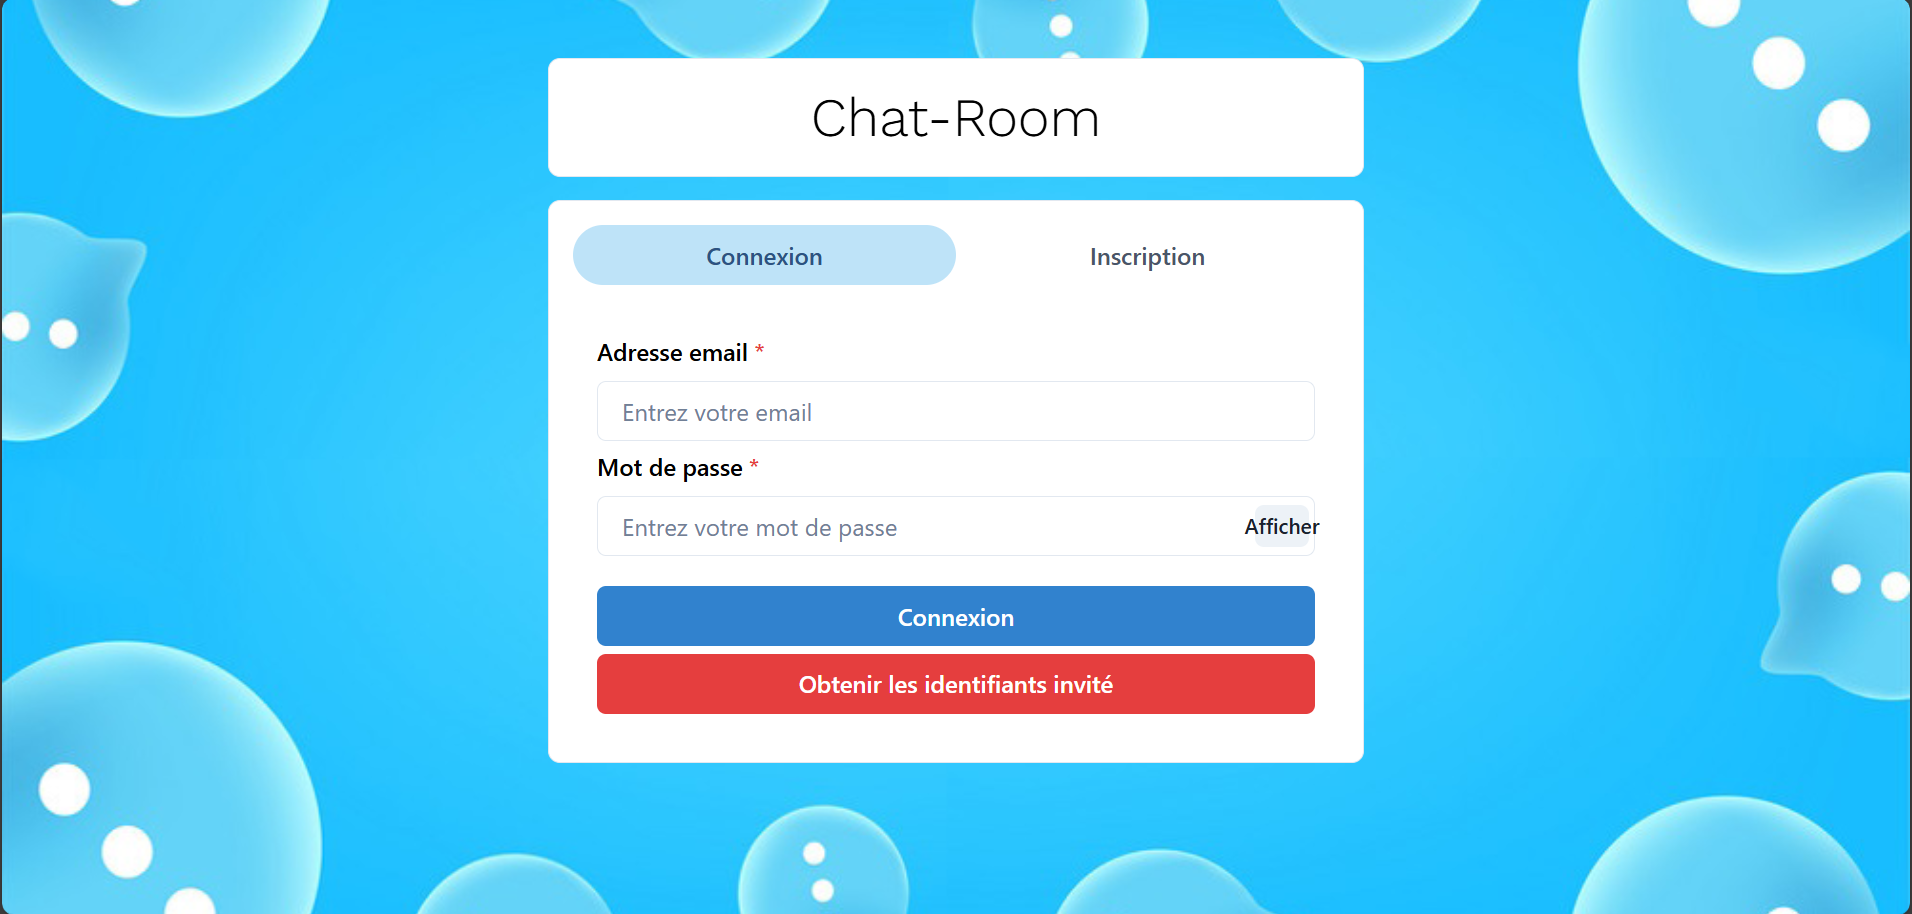 Chat-Room
Connexion
Inscription
Adresse email *
Entrez votre email
Mot de passe *
Entrez votre mot de passe
Afficher
Connexion
Obtenir les identifiants invité